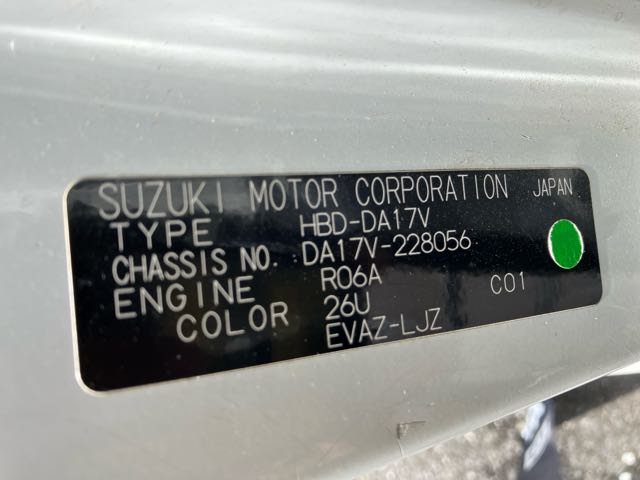 SUZUKI MOTOR CORPORATION JAPAN
TYPE HBD-DA17V
CHASSIS NO. DA17V-228056
ENGINE R06A C01
COLOR 26U
EVAZ-LJZ